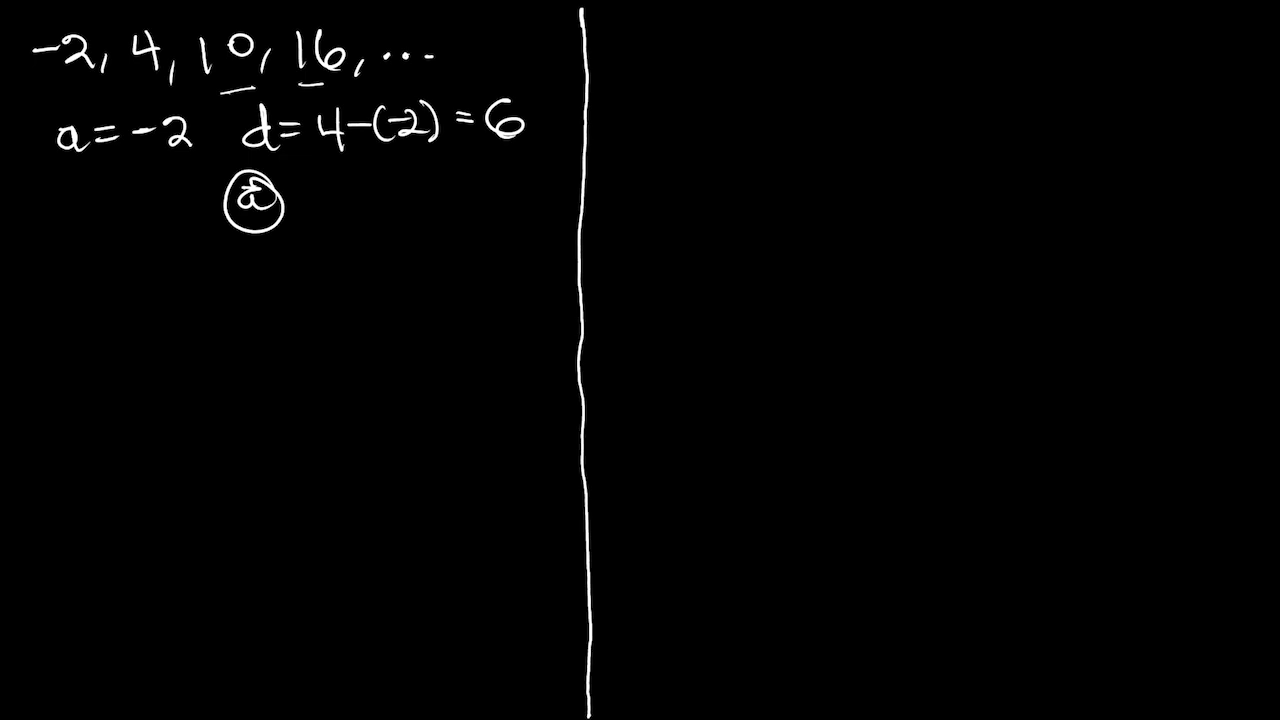 -2, 4, 10, 16, ...
a = -2 d = 4-(-2) = 6